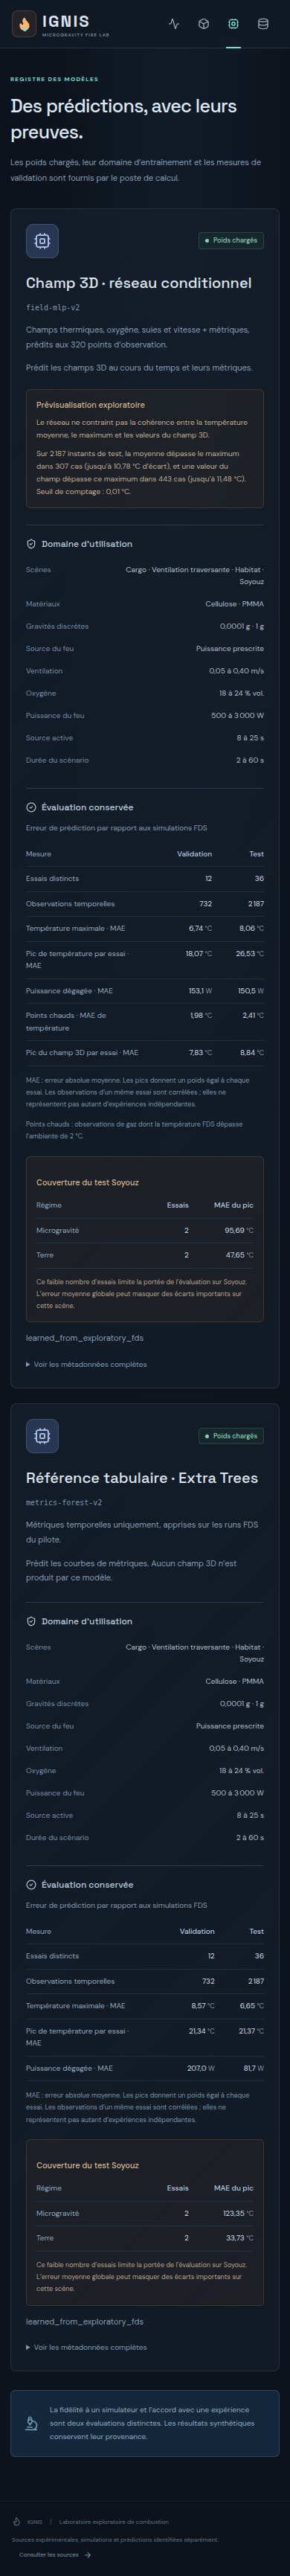 IGNIS
MICROGRAVITY FIRE LAB
REGISTRE DES MODÈLES
Des prédictions, avec leurs
preuves.
Les poids chargés, leur domaine d'entraînement et les mesures de
validation sont fournis par le poste de calcul.
Poids chargés
Champ 3D · réseau conditionnel
field-mlp-v2
Champs thermiques, oxygène, suies et vitesse + métriques,
prédits aux 320 points d'observation.
Prédit les champs 3D au cours du temps et leurs métriques.
Prévisualisation exploratoire
Le réseau ne contraint pas la cohérence entre la température
moyenne, le maximum et les valeurs du champ 3D.
Sur 2 187 instants de test, la moyenne dépasse le maximum
dans 307 cas (jusqu'à 10,78 °C d'écart), et une valeur du
champ dépasse ce maximum dans 443 cas (jusqu'à 11,48 °C).
Seuil de comptage : 0,01 °C.
Domaine d'utilisation
Scènes Cargo · Ventilation traversante · Habitat ·
Soyouz
Matériaux Cellulose · PMMA
Gravités discrètes 0,0001 g · 1 g
Source du feu Puissance prescrite
Ventilation 0,05 à 0,40 m/s
Oxygène 18 à 24 % vol.
Puissance du feu 500 à 3 000 W
Source active 8 à 25 s
Durée du scénario 2 à 60 s
Évaluation conservée
Erreur de prédiction par rapport aux simulations FDS
Mesure Validation Test
Essais distincts 12 36
Observations temporelles 732 2 187
Température maximale · MAE 6,74 °C 8,06 °C
Pic de température par essai · 18,07 °C 26,53 °C
MAE
Puissance dégagée · MAE 153,1 W 150,5 W
Points chauds · MAE de 1,98 °C 2,41 °C
température
Pic du champ 3D par essai · MAE 7,83 °C 8,84 °C
MAE : erreur absolue moyenne. Les pics donnent un poids égal à chaque
essai. Les observations d'un même essai sont corrélées ; elles ne
représentent pas autant d'expériences indépendantes.
Points chauds : observations de gaz dont la température FDS dépasse
l'ambiante de 2 °C.
Couverture du test Soyouz
Régime Essais MAE du pic
Microgravité 2 95,69 °C
Terre 2 47,65 °C
Ce faible nombre d'essais limite la portée de l'évaluation sur Soyouz.
L'erreur moyenne globale peut masquer des écarts importants sur
cette scène.
learned_from_exploratory_fds
Voir les métadonnées complètes
Poids chargés
Référence tabulaire · Extra Trees
metrics-forest-v2
Métriques temporelles uniquement, apprises sur les runs FDS
du pilote.
Prédit les courbes de métriques. Aucun champ 3D n'est
produit par ce modèle.
Domaine d'utilisation
Scènes Cargo · Ventilation traversante · Habitat ·
Soyouz
Matériaux Cellulose · PMMA
Gravités discrètes 0,0001 g · 1 g
Source du feu Puissance prescrite
Ventilation 0,05 à 0,40 m/s
Oxygène 18 à 24 % vol.
Puissance du feu 500 à 3 000 W
Source active 8 à 25 s
Durée du scénario 2 à 60 s
Évaluation conservée
Erreur de prédiction par rapport aux simulations FDS
Mesure Validation Test
Essais distincts 12 36
Observations temporelles 732 2 187
Température maximale · MAE 8,57 °C 6,65 °C
Pic de température par essai · 21,34 °C 21,37 °C
MAE
Puissance dégagée · MAE 207,0 W 81,7 W
MAE : erreur absolue moyenne. Les pics donnent un poids égal à chaque
essai. Les observations d'un même essai sont corrélées ; elles ne
représentent pas autant d'expériences indépendantes.
Couverture du test Soyouz
Régime Essais MAE du pic
Microgravité 2 123,35 °C
Terre 2 33,73 °C
Ce faible nombre d'essais limite la portée de l'évaluation sur Soyouz.
L'erreur moyenne globale peut masquer des écarts importants sur
cette scène.
learned_from_exploratory_fds
Voir les métadonnées complètes
La fidélité à un simulateur et l'accord avec une expérience
sont deux évaluations distinctes. Les résultats synthétiques
conservent leur provenance.
IGNIS | Laboratoire exploratoire de combustion
Sources expérimentales, simulations et prédictions identifiées séparément.
Consulter les sources →